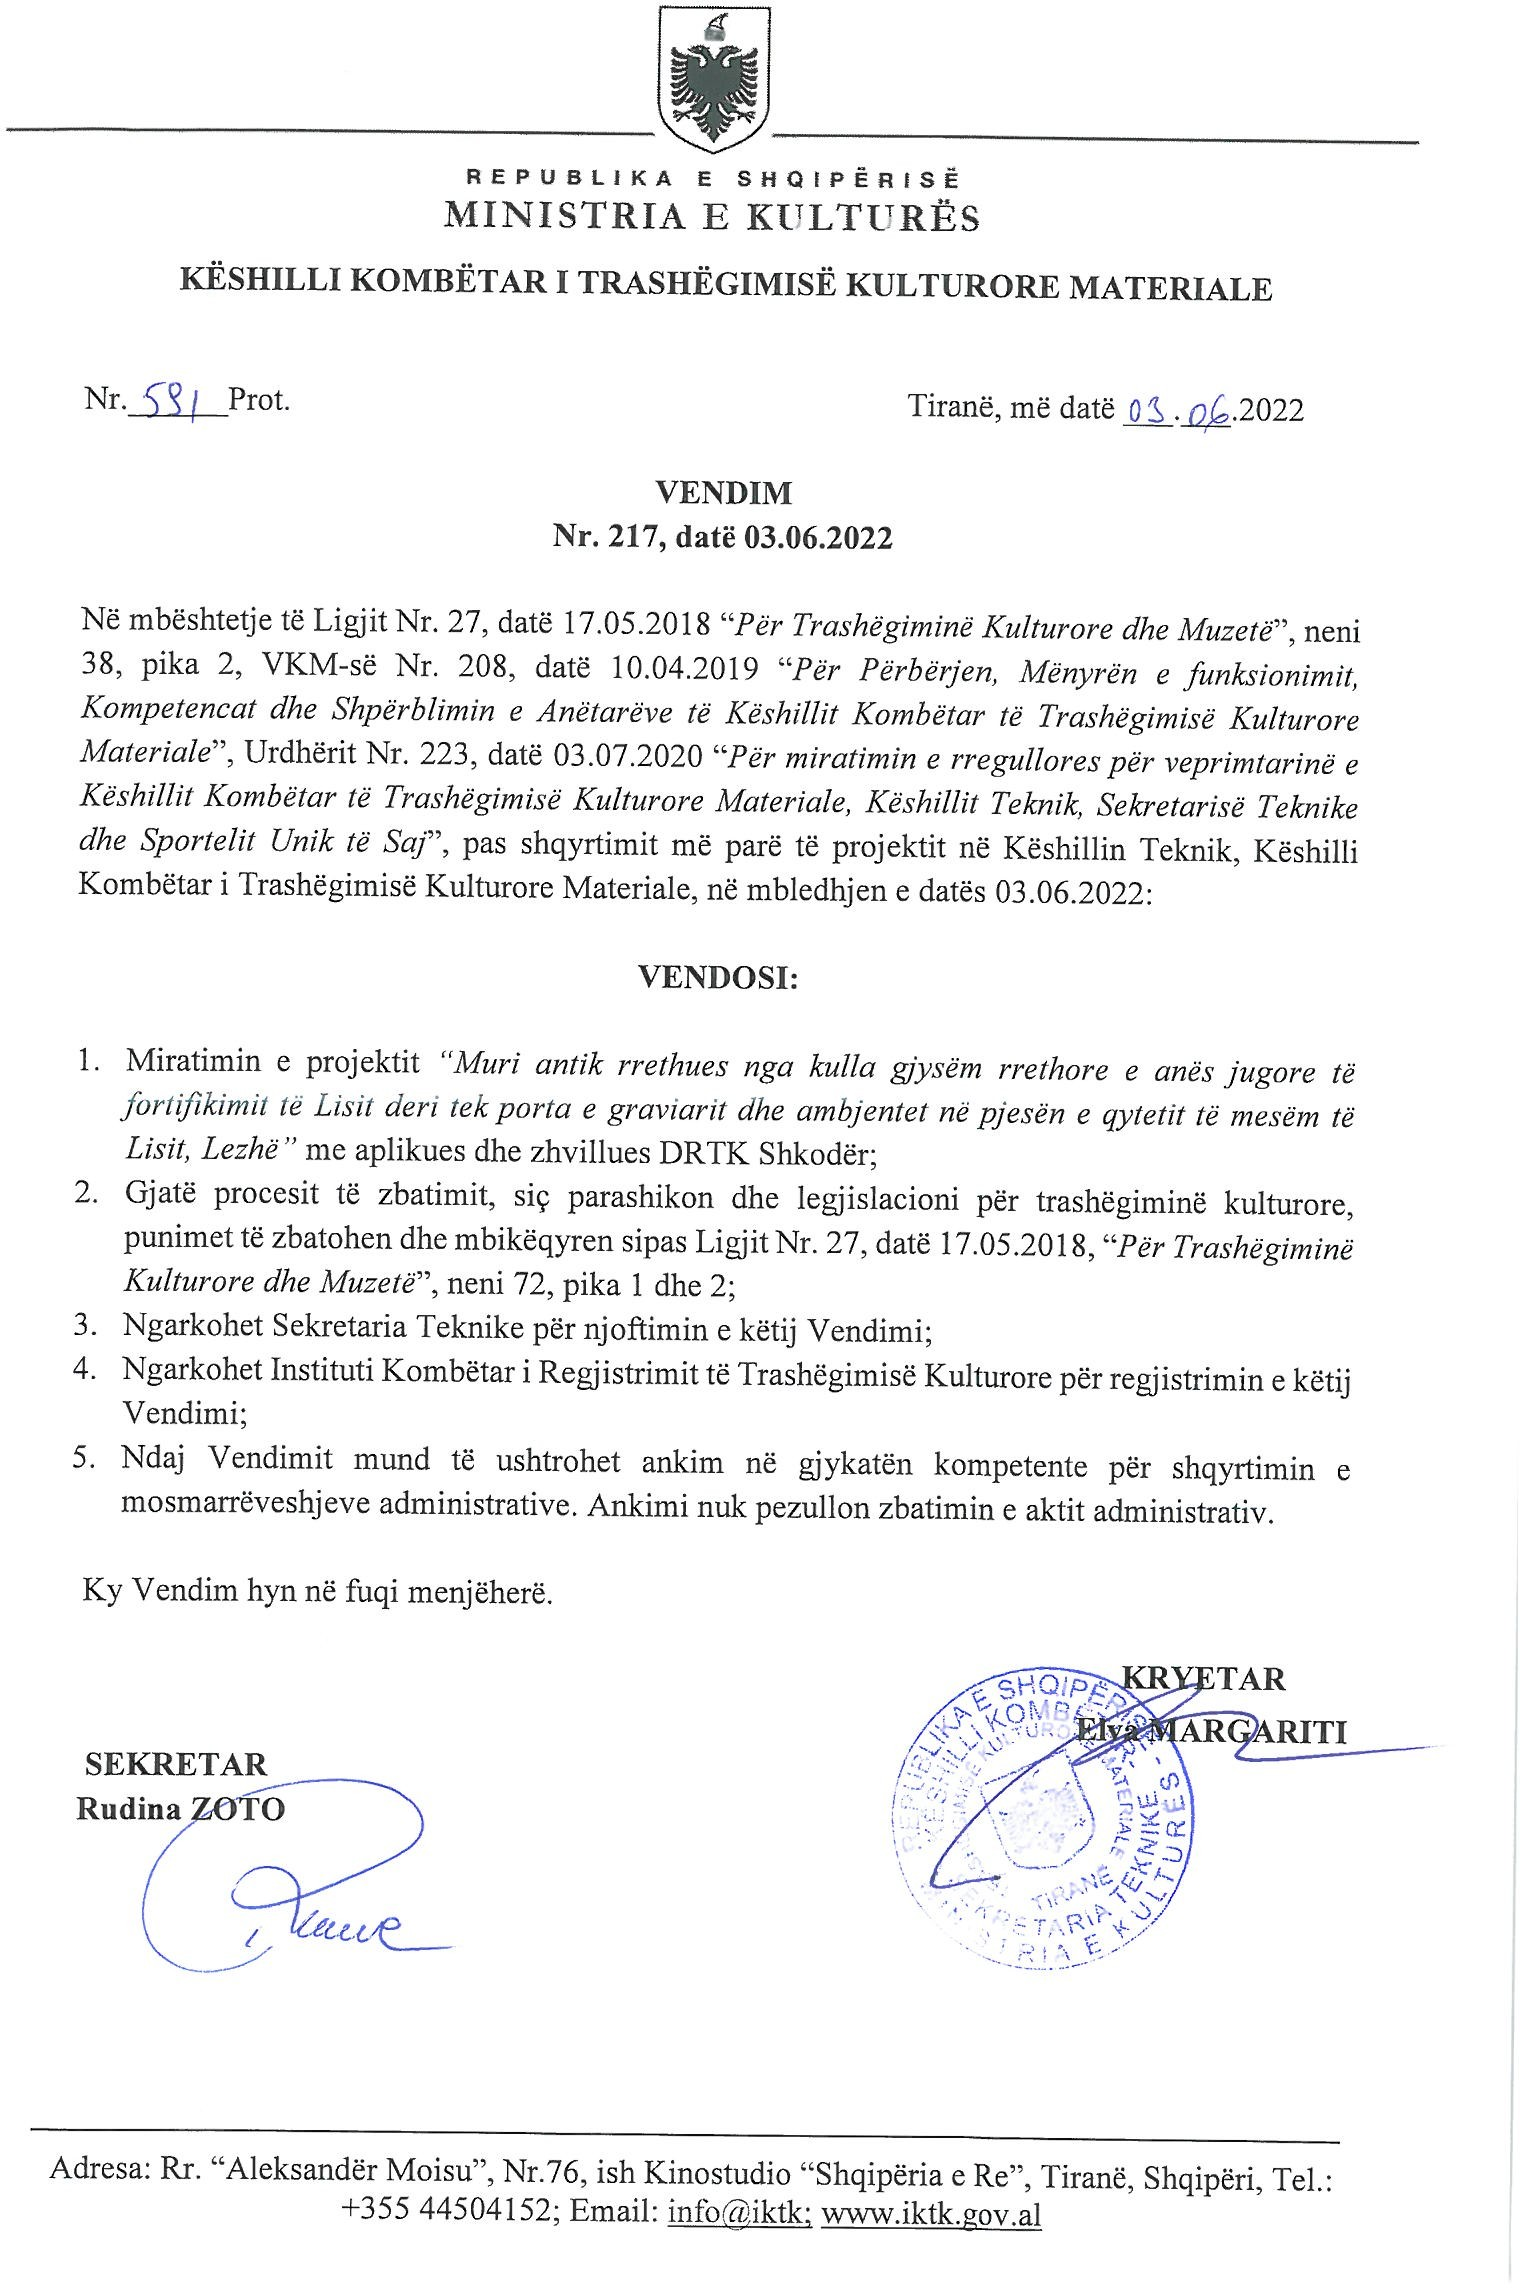 REPUBLIKA E SHQIPËRISË
MINISTRIA E KULTURËS
KËSHILLI KOMBËTAR I TRASHËGIMISË KULTURORE MATERIALE
Nr. 591 Prot.
Tiranë, më datë 03.06.2022
VENDIM
Nr. 217, datë 03.06.2022
Në mbështetje të Ligjit Nr. 27, datë 17.05.2018 “Për Trashëgiminë Kulturore dhe Muzetë”, neni
38, pika 2, VKM-së Nr. 208, datë 10.04.2019 “Për Përbërjen, Mënyrën e funksionimit,
Kompetencat dhe Shpërblimin e Anëtarëve të Këshillit Kombëtar të Trashëgimisë Kulturore
Materiale”, Urdhërit Nr. 223, datë 03.07.2020 “Për miratimin e rregullores për veprimtarinë e
Këshillit Kombëtar të Trashëgimisë Kulturore Materiale, Këshillit Teknik, Sekretarisë Teknike
dhe Sportelit Unik të Saj”, pas shqyrtimit më parë të projektit në Këshillin Teknik, Këshilli
Kombëtar i Trashëgimisë Kulturore Materiale, në mbledhjen e datës 03.06.2022:
VENDOSI:
1. Miratimin e projektit “Muri antik rrethues nga kulla gjysëm rrethore e anës jugore të
fortifikimit të Lisit deri tek porta e graviarit dhe ambjentet në pjesën e qytetit të mesëm të
Lisit, Lezhë” me aplikues dhe zhvillues DRTK Shkodër;
2. Gjatë procesit të zbatimit, siç parashikon dhe legjislacioni për trashëgiminë kulturore,
punimet të zbatohen dhe mbikëqyren sipas Ligjit Nr. 27, datë 17.05.2018, “Për Trashëgiminë
Kulturore dhe Muzetë”, neni 72, pika 1 dhe 2;
3. Ngarkohet Sekretaria Teknike për njoftimin e këtij Vendimi;
4. Ngarkohet Instituti Kombëtar i Regjistrimit të Trashëgimisë Kulturore për regjistrimin e këtij
Vendimi;
5. Ndaj Vendimit mund të ushtrohet ankim në gjykatën kompetente për shqyrtimin e
mosmarrëveshjeve administrative. Ankimi nuk pezullon zbatimin e aktit administrativ.
Ky Vendim hyn në fuqi menjëherë.
KRYETAR
Elva MARGARITI
SEKRETAR
Rudina ZOTO
REPUBLIKA E SHQIPËRISË - MINISTRIA E KULTURËS
KËSHILLI KOMBËTAR
KULTURORE MATERIALE
SEKRETARIA TEKNIKE
TIRANË
Adresa: Rr. “Aleksandër Moisu”, Nr.76, ish Kinostudio “Shqipëria e Re”, Tiranë, Shqipëri, Tel.:
+355 44504152; Email: info@iktk; www.iktk.gov.al